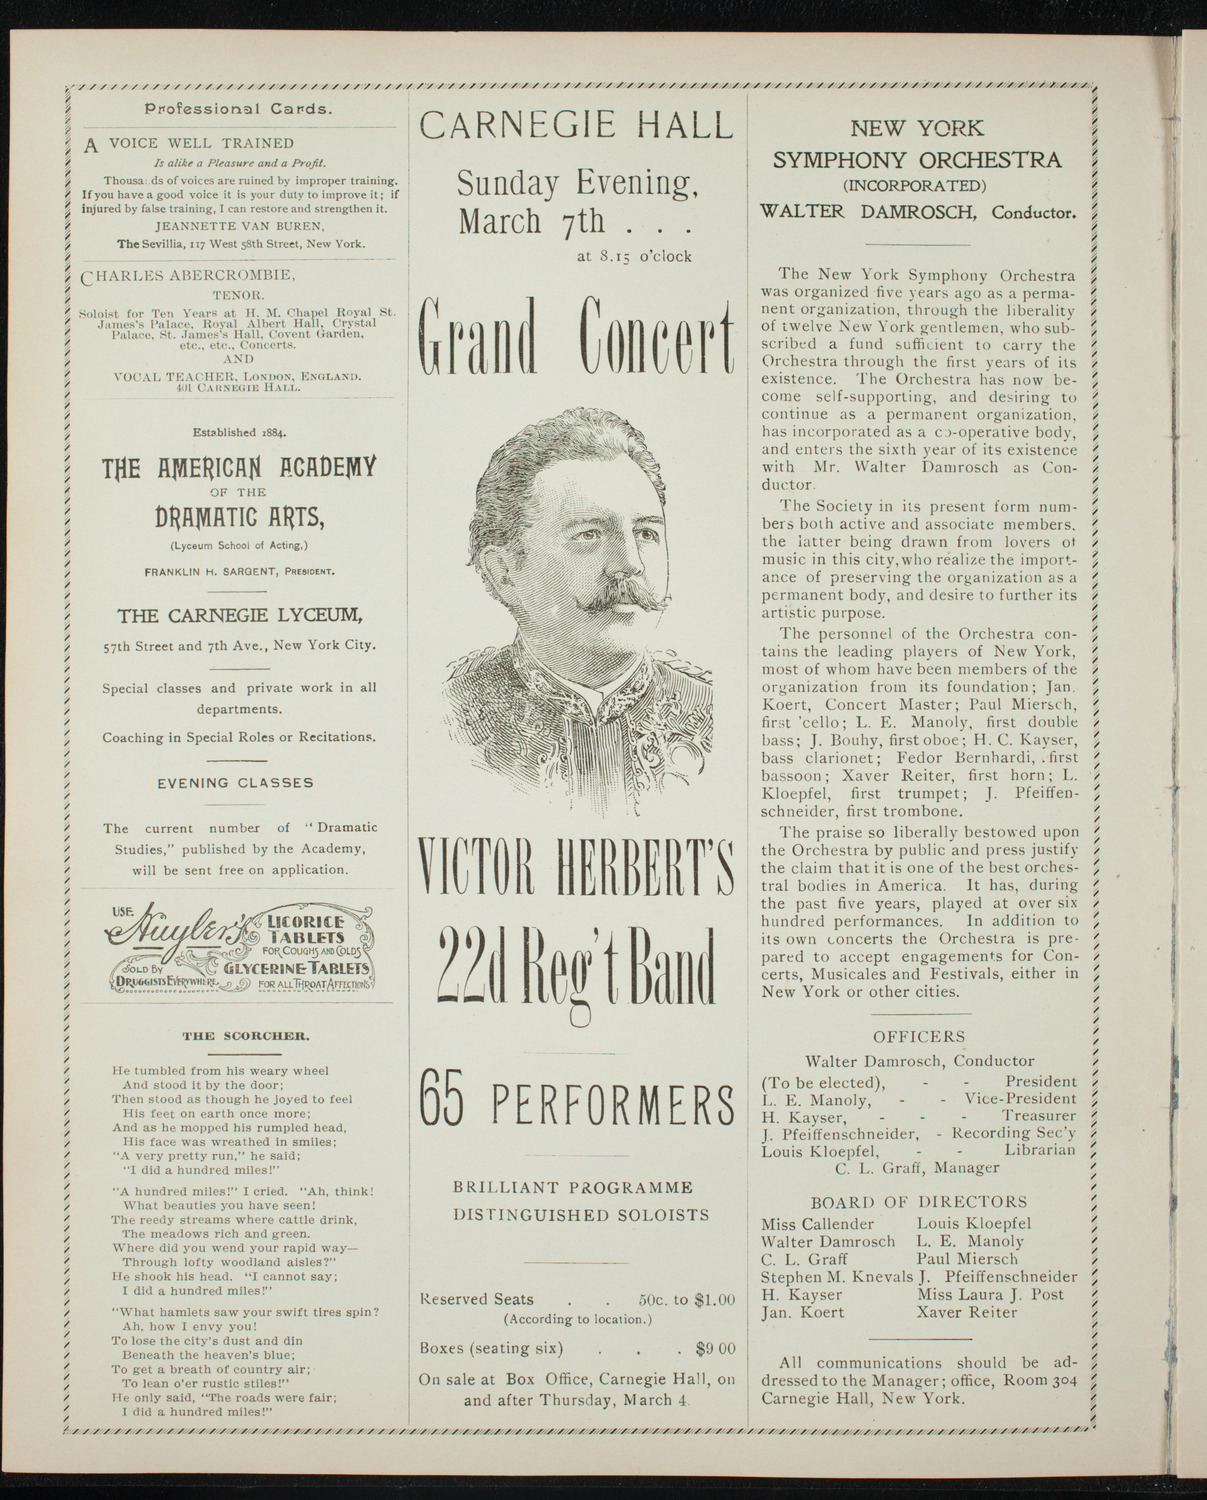 Professional Cards.
A VOICE WELL TRAINED
Is alike a Pleasure and a Profit.
Thousa ds of voices are ruined by improper training.
If you have a good voice it is your duty to improve it; if
injured by false training, I can restore and strengthen it.
JEANNETTE VAN BUREN,
The Sevillia, 117 West 58th Street, New York.
CHARLES ABERCROMBIE,
TENOR.
Soloist for Ten Years at H. M. Chapel Royal St.
James's Palace, Royal Albert Hall, Crystal
Palace, St. James's Hall, Covent Garden,
etc., etc., Concerts.
AND
VOCAL TEACHER, LONDON, ENGLAND.
401 CARNEGIE HALL.
Established 1884.
THE AMERICAN ACADEMY
OF THE
DRAMATIC ARTS,
(Lyceum School of Acting,)
FRANKLIN H. SARGENT, PRESIDENT.
THE CARNEGIE LYCEUM,
57th Street and 7th Ave., New York City.
Special classes and private work in all
departments.
Coaching in Special Roles or Recitations.
EVENING CLASSES
The current number of "Dramatic
Studies," published by the Academy,
will be sent free on application.
USE Huyler's LICORICE
TABLETS
FOR COUGHS AND COLDS
SOLD BY GLYCERINE TABLETS
DRUGGISTS EVERYWHERE FOR ALL THROAT AFFECTIONS
THE SCORCHER.
He tumbled from his weary wheel
And stood it by the door;
Then stood as though he joyed to feel
His feet on earth once more;
And as he mopped his rumpled head,
His face was wreathed in smiles;
"A very pretty run," he said;
"I did a hundred miles!"
"A hundred miles!" I cried. "Ah, think!
What beauties you have seen!
The reedy streams where cattle drink,
The meadows rich and green.
Where did you wend your rapid way—
Through lofty woodland aisles?"
He shook his head. "I cannot say;
I did a hundred miles!"
"What hamlets saw your swift tires spin?
Ah, how I envy you!
To lose the city's dust and din
Beneath the heaven's blue;
To get a breath of country air;
To lean o'er rustic stiles!"
He only said, "The roads were fair;
I did a hundred miles!"
CARNEGIE HALL
Sunday Evening,
March 7th . . .
at 8.15 o'clock
Grand Concert
VICTOR HERBERT'S
22d Reg't Band
65 PERFORMERS
BRILLIANT PROGRAMME
DISTINGUISHED SOLOISTS
Reserved Seats . . 50c. to $1.00
(According to location.)
Boxes (seating six) . . . $9 00
On sale at Box Office, Carnegie Hall, on
and after Thursday, March 4.
NEW YORK
SYMPHONY ORCHESTRA
(INCORPORATED)
WALTER DAMROSCH, Conductor.
The New York Symphony Orchestra
was organized five years ago as a perma-
nent organization, through the liberality
of twelve New York gentlemen, who sub-
scribed a fund sufficient to carry the
Orchestra through the first years of its
existence. The Orchestra has now be-
come self-supporting, and desiring to
continue as a permanent organization,
has incorporated as a co-operative body,
and enters the sixth year of its existence
with Mr. Walter Damrosch as Con-
ductor.
The Society in its present form num-
bers both active and associate members,
the latter being drawn from lovers of
music in this city, who realize the import-
ance of preserving the organization as a
permanent body, and desire to further its
artistic purpose.
The personnel of the Orchestra con-
tains the leading players of New York,
most of whom have been members of the
organization from its foundation; Jan.
Koert, Concert Master; Paul Miersch,
first 'cello; L. E. Manoly, first double
bass; J. Bouhy, first oboe; H. C. Kayser,
bass clarionet; Fedor Bernhardi, first
bassoon; Xaver Reiter, first horn; L.
Kloepfel, first trumpet; J. Pfeiffen-
schneider, first trombone.
The praise so liberally bestowed upon
the Orchestra by public and press justify
the claim that it is one of the best orches-
tral bodies in America. It has, during
the past five years, played at over six
hundred performances. In addition to
its own concerts the Orchestra is pre-
pared to accept engagements for Con-
certs, Musicales and Festivals, either in
New York or other cities.
OFFICERS
Walter Damrosch, Conductor
(To be elected), - - President
L. E. Manoly, - - Vice-President
H. Kayser, - - - Treasurer
J. Pfeiffenschneider, - Recording Sec'y
Louis Kloepfel, - - Librarian
C. L. Graff, Manager
BOARD OF DIRECTORS
Miss Callender Louis Kloepfel
Walter Damrosch L. E. Manoly
C. L. Graff Paul Miersch
Stephen M. Knevals J. Pfeiffenschneider
H. Kayser Miss Laura J. Post
Jan. Koert Xaver Reiter
All communications should be ad-
dressed to the Manager; office, Room 304
Carnegie Hall, New York.